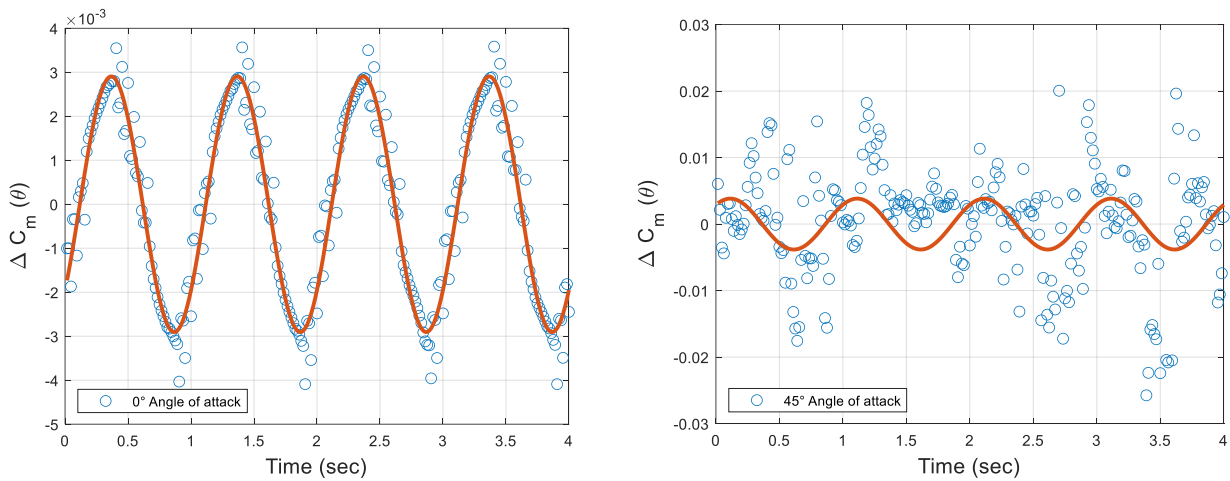 ×10⁻³
4
3
2
1
0
-1
-2
-3
-4
-5
Δ Cₘ (θ)
0° Angle of attack
0 0.5 1 1.5 2 2.5 3 3.5 4
Time (sec)
0.03
0.02
0.01
0
-0.01
-0.02
-0.03
Δ Cₘ (θ)
45° Angle of attack
0 0.5 1 1.5 2 2.5 3 3.5 4
Time (sec)